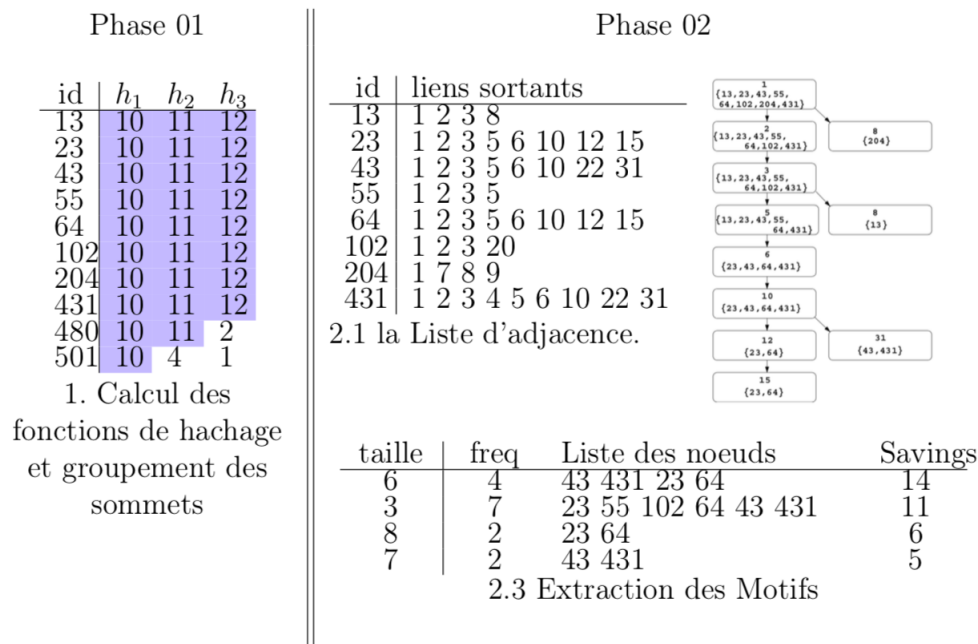 Phase 01
id h1 h2 h3
13 10 11 12
23 10 11 12
43 10 11 12
55 10 11 12
64 10 11 12
102 10 11 12
204 10 11 12
431 10 11 12
480 10 11 2
501 10 4 1
1. Calcul des
fonctions de hachage
et groupement des
sommets
Phase 02
id liens sortants
13 1 2 3 8
23 1 2 3 5 6 10 12 15
43 1 2 3 5 6 10 22 31
55 1 2 3 5
64 1 2 3 5 6 10 12 15
102 1 2 3 20
204 1 7 8 9
431 1 2 3 4 5 6 10 22 31
2.1 la Liste d'adjacence.
1
{13,23,43,55,
64,102,204,431}
2
{13,23,43,55,
64,102,431}
8
{204}
3
{13,23,43,55,
64,102,431}
5
{13,23,43,55,
64,431}
8
{13}
6
{23,43,64,431}
10
{23,43,64,431}
12
{23,64}
31
{43,431}
15
{23,64}
taille freq Liste des noeuds Savings
6 4 43 431 23 64 14
3 7 23 55 102 64 43 431 11
8 2 23 64 6
7 2 43 431 5
2.3 Extraction des Motifs